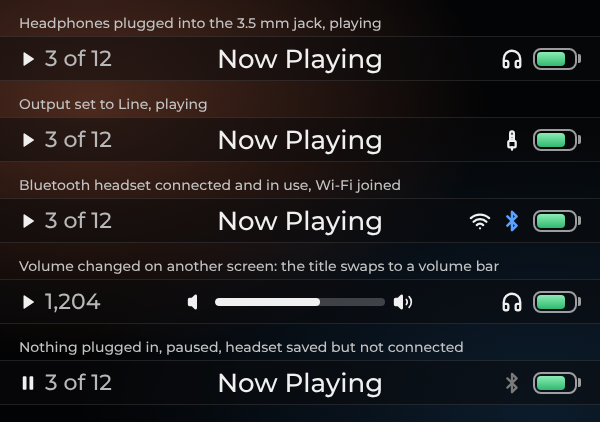 Headphones plugged into the 3.5 mm jack, playing
3 of 12 Now Playing
Output set to Line, playing
3 of 12 Now Playing
Bluetooth headset connected and in use, Wi-Fi joined
3 of 12 Now Playing
Volume changed on another screen: the title swaps to a volume bar
1,204
Nothing plugged in, paused, headset saved but not connected
3 of 12 Now Playing